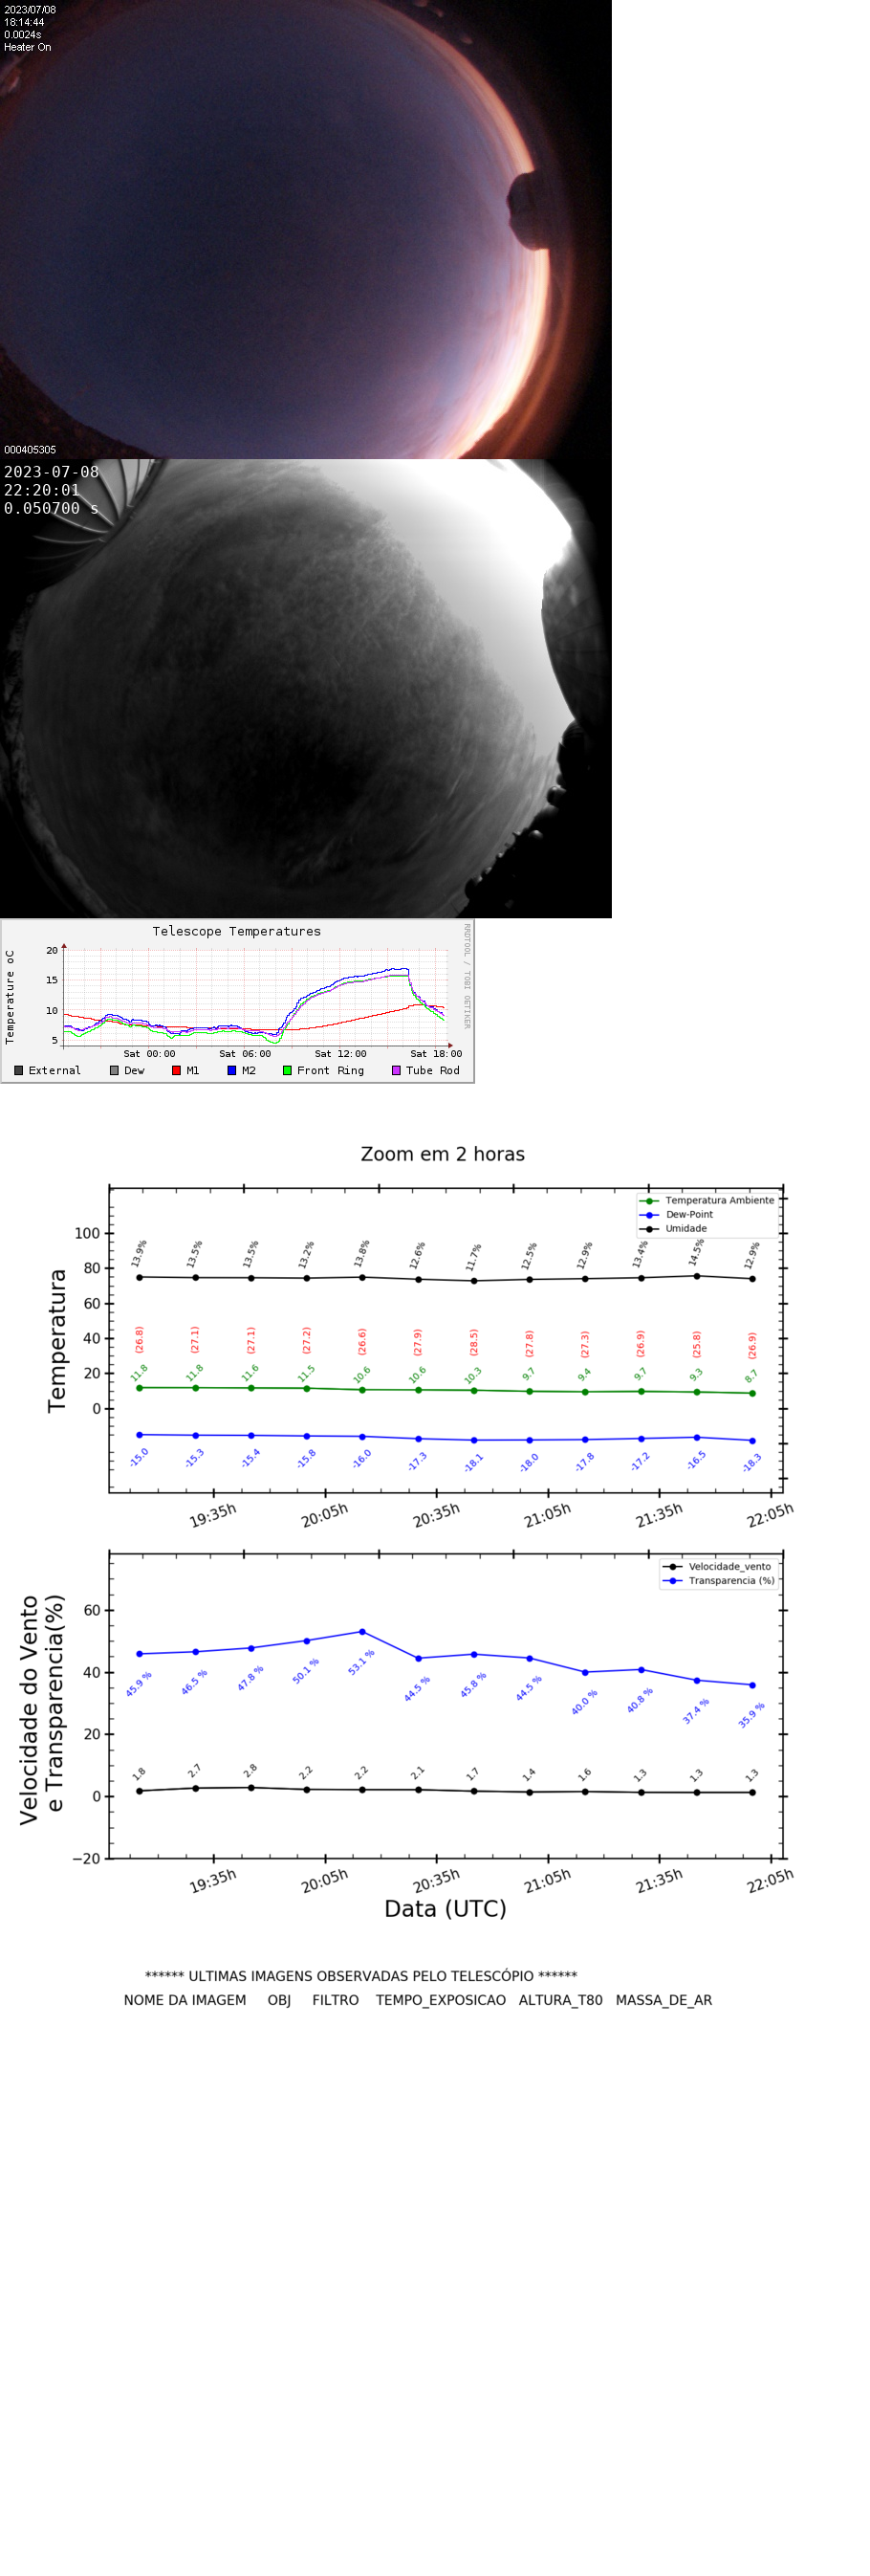 2023/07/08
18:14:44
0.0024s
Heater On
000405305
2023-07-08
22:20:01
0.050700 s
Telescope Temperatures
RRDTOOL / TOBI OETIKER
Temperature oC
20
15
10
5
Sat 00:00 Sat 06:00 Sat 12:00 Sat 18:00
External Dew M1 M2 Front Ring Tube Rod
Zoom em 2 horas
Temperatura Ambiente
Dew-Point
Umidade
Temperatura
100
80
60
40
20
0
13.9% 13.5% 13.5% 13.2% 13.8% 12.6% 11.7% 12.5% 12.9% 13.4% 14.5% 12.9%
(26.8) (27.1) (27.1) (27.2) (26.6) (27.9) (28.5) (27.8) (27.3) (26.9) (25.8) (26.9)
11.8 11.8 11.6 11.5 10.6 10.6 10.3 9.7 9.4 9.7 9.3 8.7
-15.0 -15.3 -15.4 -15.8 -16.0 -17.3 -18.1 -18.0 -17.8 -17.2 -16.5 -18.3
19:35h 20:05h 20:35h 21:05h 21:35h 22:05h
Velocidade_vento
Transparencia (%)
Velocidade do Vento
e Transparencia(%)
60
40
20
0
−20
45.9 % 46.5 % 47.8 % 50.1 % 53.1 % 44.5 % 45.8 % 44.5 % 40.0 % 40.8 % 37.4 % 35.9 %
1.8 2.7 2.8 2.2 2.2 2.1 1.7 1.4 1.6 1.3 1.3 1.3
19:35h 20:05h 20:35h 21:05h 21:35h 22:05h
Data (UTC)
****** ULTIMAS IMAGENS OBSERVADAS PELO TELESCÓPIO ******
NOME DA IMAGEM OBJ FILTRO TEMPO_EXPOSICAO ALTURA_T80 MASSA_DE_AR